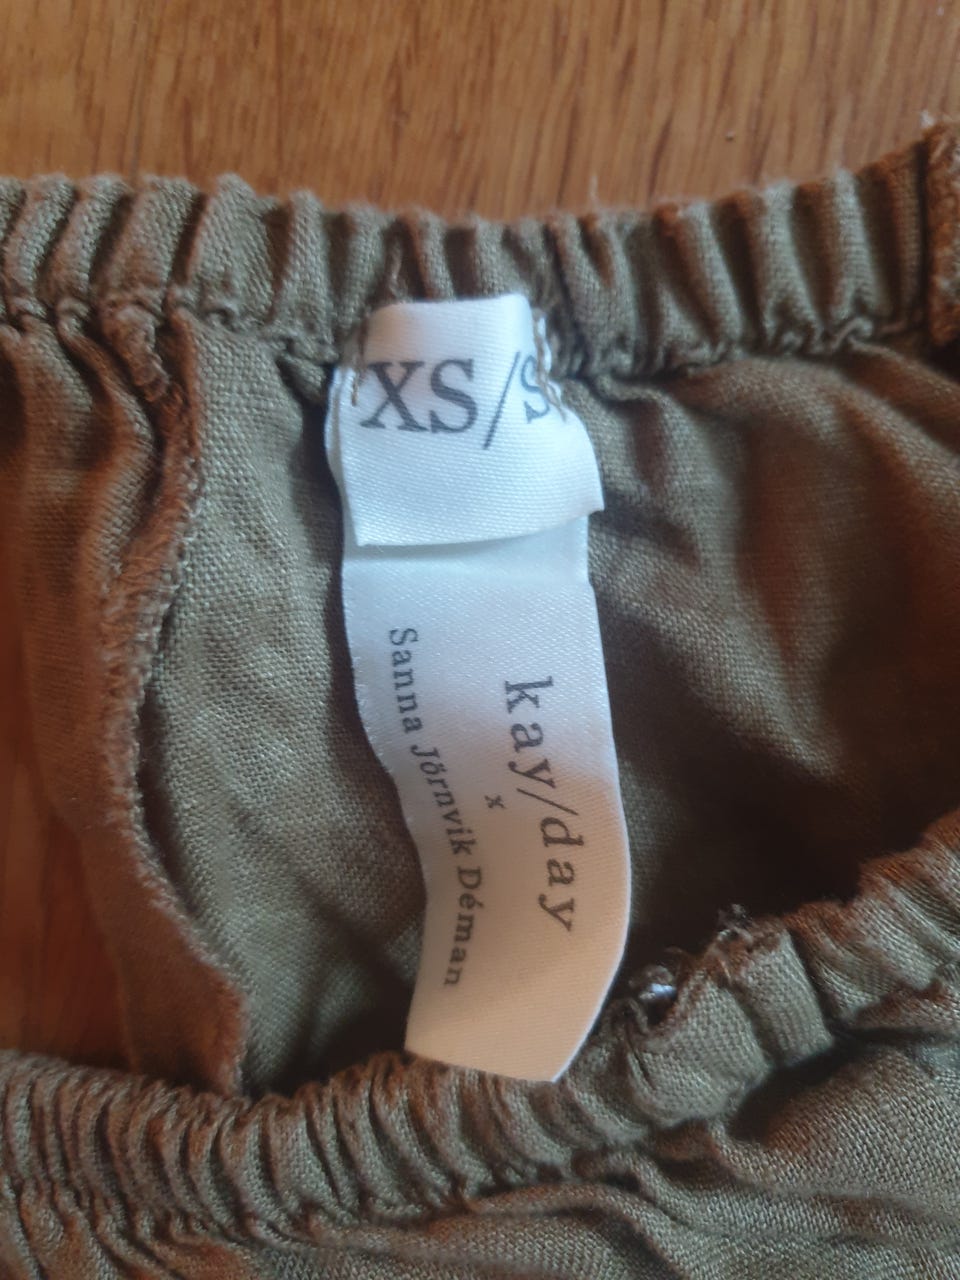 XS/S
kay/day
x
Sanna Jörnvik Déman